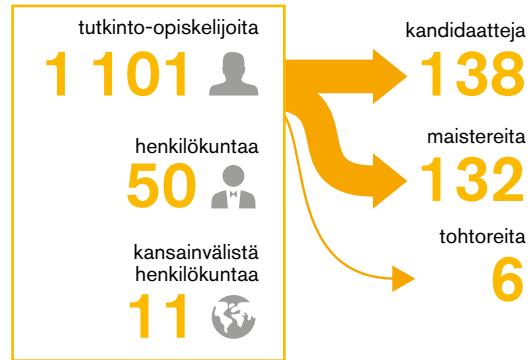 tutkinto-opiskelijoita
1 101
henkilökuntaa
50
kansainvälistä
henkilökuntaa
11
kandidaatteja
138
maistereita
132
tohtoreita
6